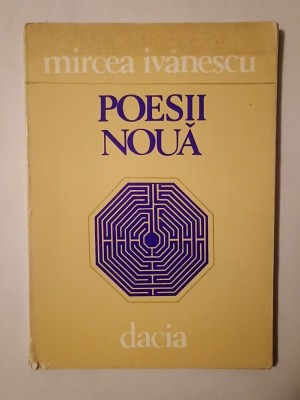 mircea ivănescu
POESII
NOUĂ
dacia